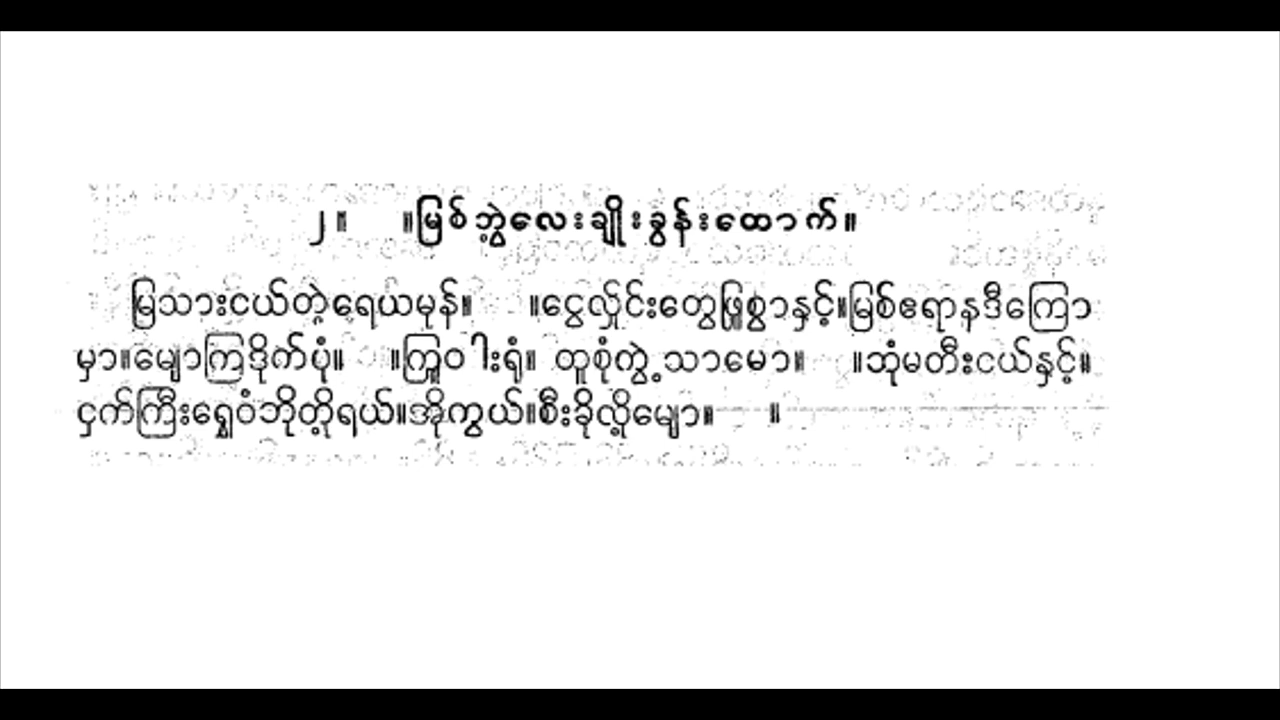 ၂။ ။မြစ်ဘွဲ့လေးချိုးခွန်းထောက်။
မြသားငယ်တဲ့ရေယမုန်။ ။ငွေလှိုင်းတွေဖြူစွာနှင့်။မြစ်ဧရာနဒီကြော
မှာ။မျောကြဒိုက်ပုံ။ ။ကြူဝါးရုံ။ ထူစုံကွဲ့သာမော။ ။ဘုံမတီးငယ်နှင့်။
ငှက်ကြီးရွှေဝံဘိုတို့ရယ်။အိုကွယ်။စီးခိုလို့မျော။ ။